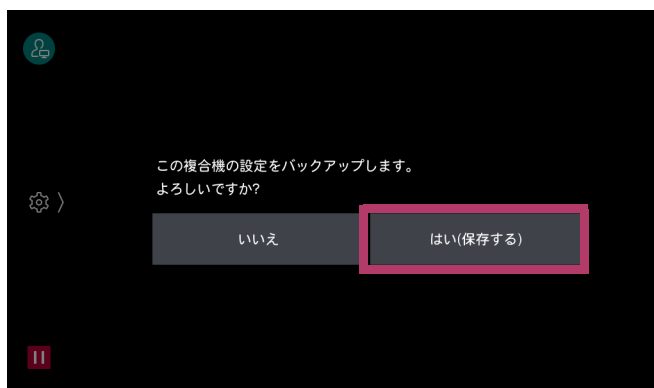 この複合機の設定をバックアップします。
よろしいですか?
いいえ
はい(保存する)